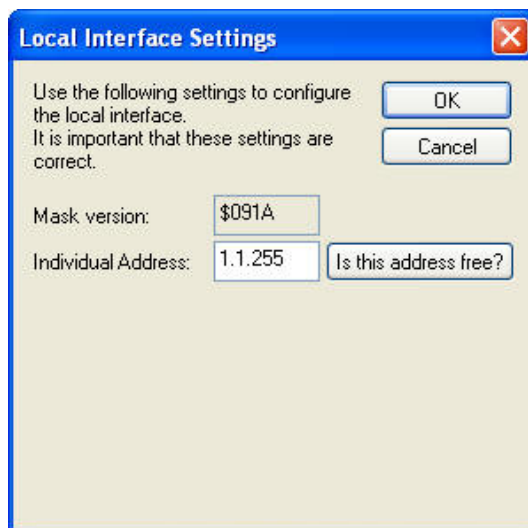 Local Interface Settings
Use the following settings to configure
the local interface.
It is important that these settings are
correct.
OK
Cancel
Mask version: $091A
Individual Address: 1.1.255 Is this address free?